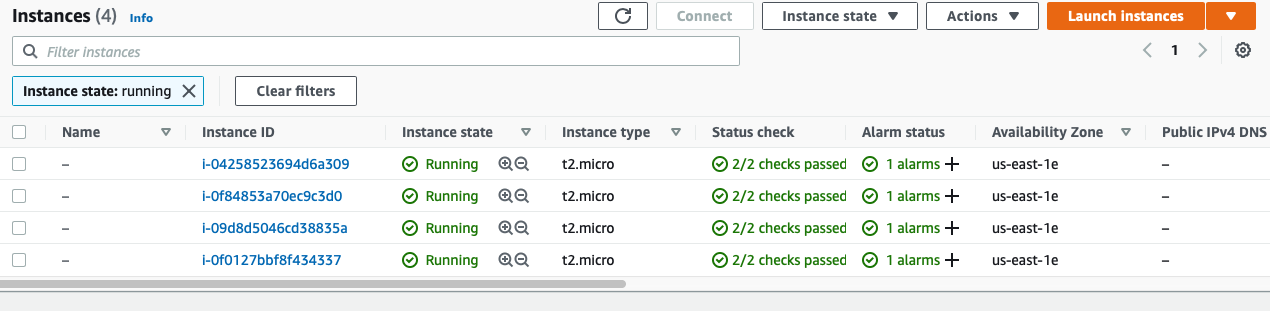 Instances (4) Info Connect Instance state Actions Launch instances
Filter instances 1
Instance state: running Clear filters
Name Instance ID Instance state Instance type Status check Alarm status Availability Zone Public IPv4 DNS
– i-04258523694d6a309 Running t2.micro 2/2 checks passed 1 alarms + us-east-1e –
– i-0f84853a70ec9c3d0 Running t2.micro 2/2 checks passed 1 alarms + us-east-1e –
– i-09d8d5046cd38835a Running t2.micro 2/2 checks passed 1 alarms + us-east-1e –
– i-0f0127bbf8f434337 Running t2.micro 2/2 checks passed 1 alarms + us-east-1e –